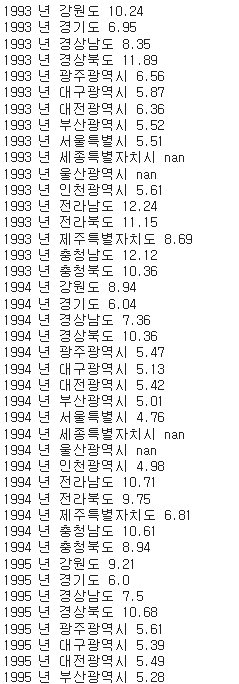 1993 년 강원도 10.24
1993 년 경기도 6.95
1993 년 경상남도 8.35
1993 년 경상북도 11.89
1993 년 광주광역시 6.56
1993 년 대구광역시 5.87
1993 년 대전광역시 6.36
1993 년 부산광역시 5.52
1993 년 서울특별시 5.51
1993 년 세종특별자치시 nan
1993 년 울산광역시 nan
1993 년 인천광역시 5.61
1993 년 전라남도 12.24
1993 년 전라북도 11.15
1993 년 제주특별자치도 8.69
1993 년 충청남도 12.12
1993 년 충청북도 10.36
1994 년 강원도 8.94
1994 년 경기도 6.04
1994 년 경상남도 7.36
1994 년 경상북도 10.36
1994 년 광주광역시 5.47
1994 년 대구광역시 5.13
1994 년 대전광역시 5.42
1994 년 부산광역시 5.01
1994 년 서울특별시 4.76
1994 년 세종특별자치시 nan
1994 년 울산광역시 nan
1994 년 인천광역시 4.98
1994 년 전라남도 10.71
1994 년 전라북도 9.75
1994 년 제주특별자치도 6.81
1994 년 충청남도 10.61
1994 년 충청북도 8.94
1995 년 강원도 9.21
1995 년 경기도 6.0
1995 년 경상남도 7.5
1995 년 경상북도 10.68
1995 년 광주광역시 5.61
1995 년 대구광역시 5.39
1995 년 대전광역시 5.49
1995 년 부산광역시 5.28